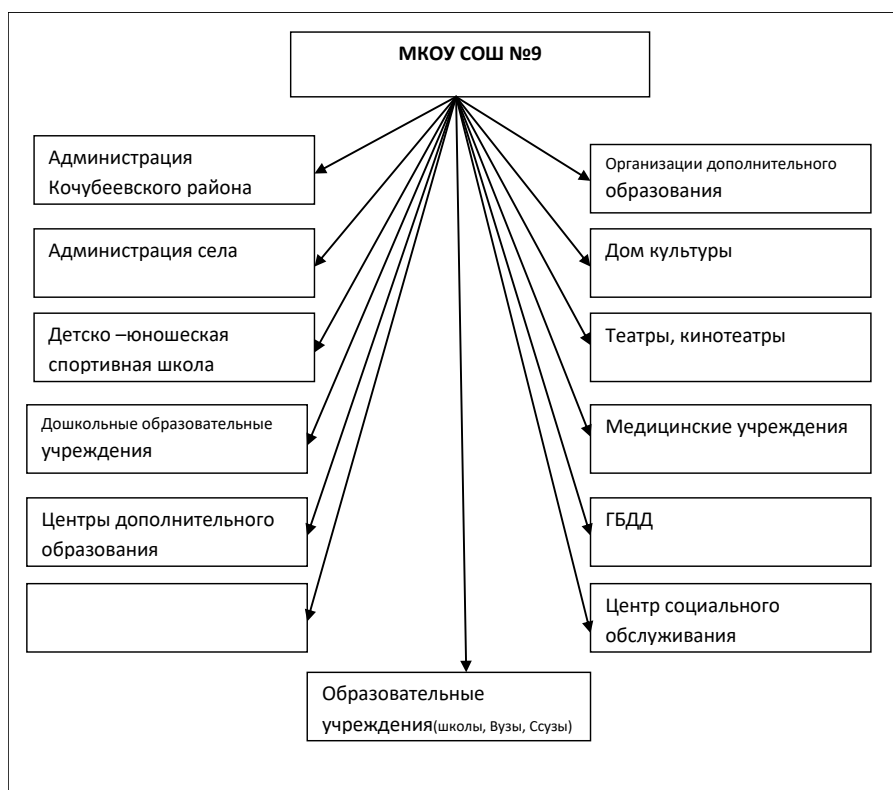 МКОУ СОШ №9
Администрация
Кочубеевского района
Администрация села
Детско –юношеская
спортивная школа
Дошкольные образовательные
учреждения
Центры дополнительного
образования
Организации дополнительного
образования
Дом культуры
Театры, кинотеатры
Медицинские учреждения
ГБДД
Центр социального
обслуживания
Образовательные
учреждения(школы, Вузы, Ссузы)